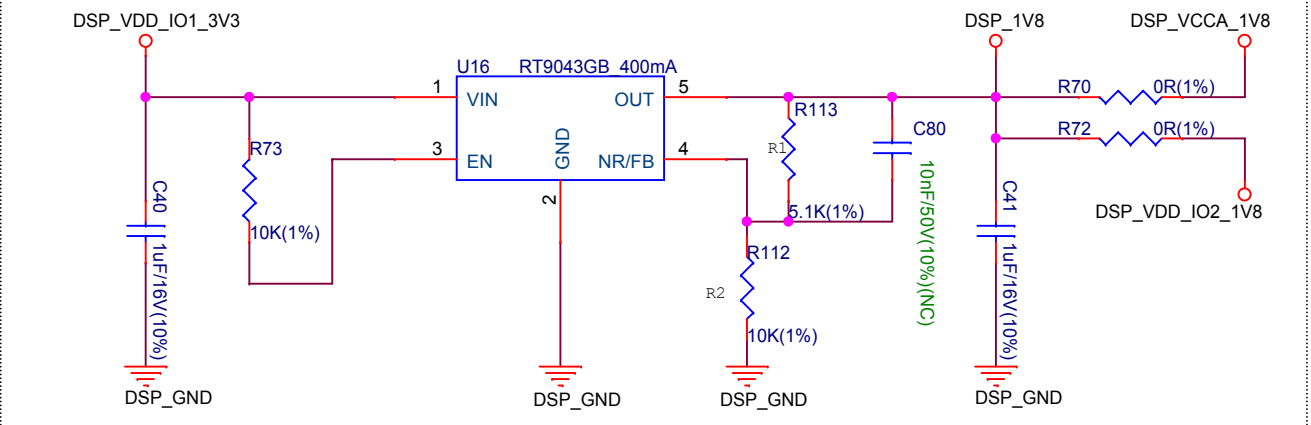 DSP_VDD_IO1_3V3
DSP_1V8
DSP_VCCA_1V8
U16
RT9043GB_400mA
1
VIN
OUT
5
3
EN
GND
NR/FB
4
2
R73
10K(1%)
C40
1uF/16V(10%)
R113
R1
5.1K(1%)
C80
10nF/50V(10%)(NC)
R70
0R(1%)
R72
0R(1%)
DSP_VDD_IO2_1V8
C41
1uF/16V(10%)
R112
R2
10K(1%)
DSP_GND
DSP_GND
DSP_GND
DSP_GND